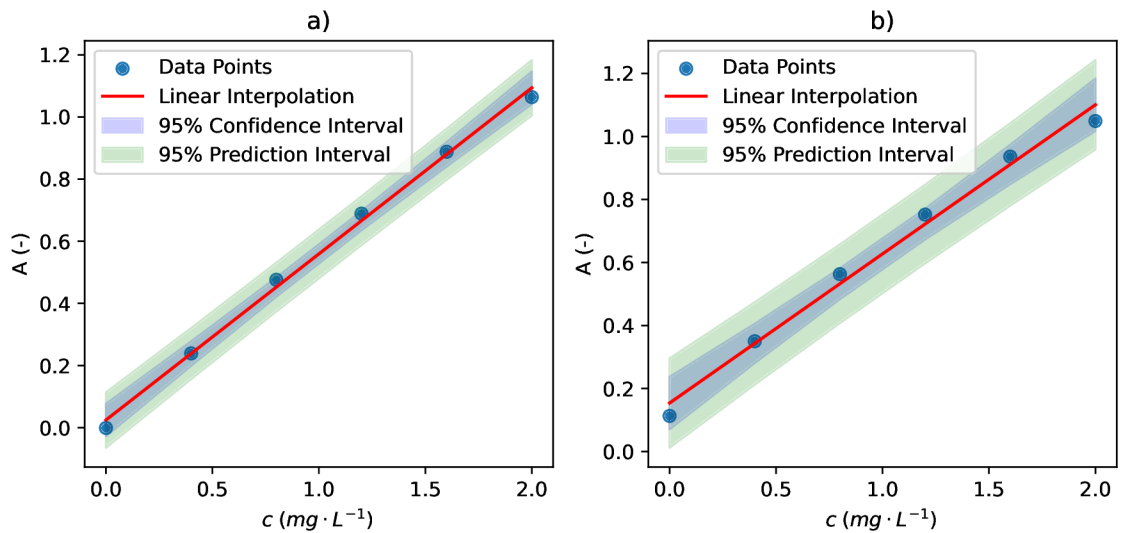 a)
Data Points
Linear Interpolation
95% Confidence Interval
95% Prediction Interval
1.2
1.0
0.8
0.6
0.4
0.2
0.0
A (-)
0.0 0.5 1.0 1.5 2.0
c (mg · L⁻¹)
b)
Data Points
Linear Interpolation
95% Confidence Interval
95% Prediction Interval
1.2
1.0
0.8
0.6
0.4
0.2
0.0
A (-)
0.0 0.5 1.0 1.5 2.0
c (mg · L⁻¹)